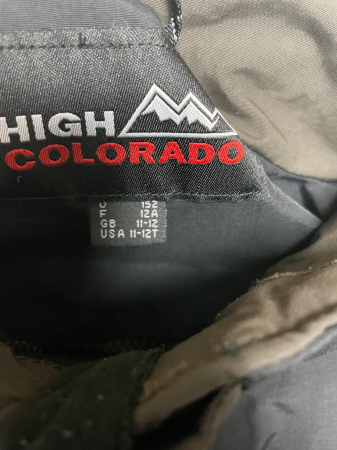 HIGH
COLORADO
D 152
F 12A
GB 11-12
USA 11-12T